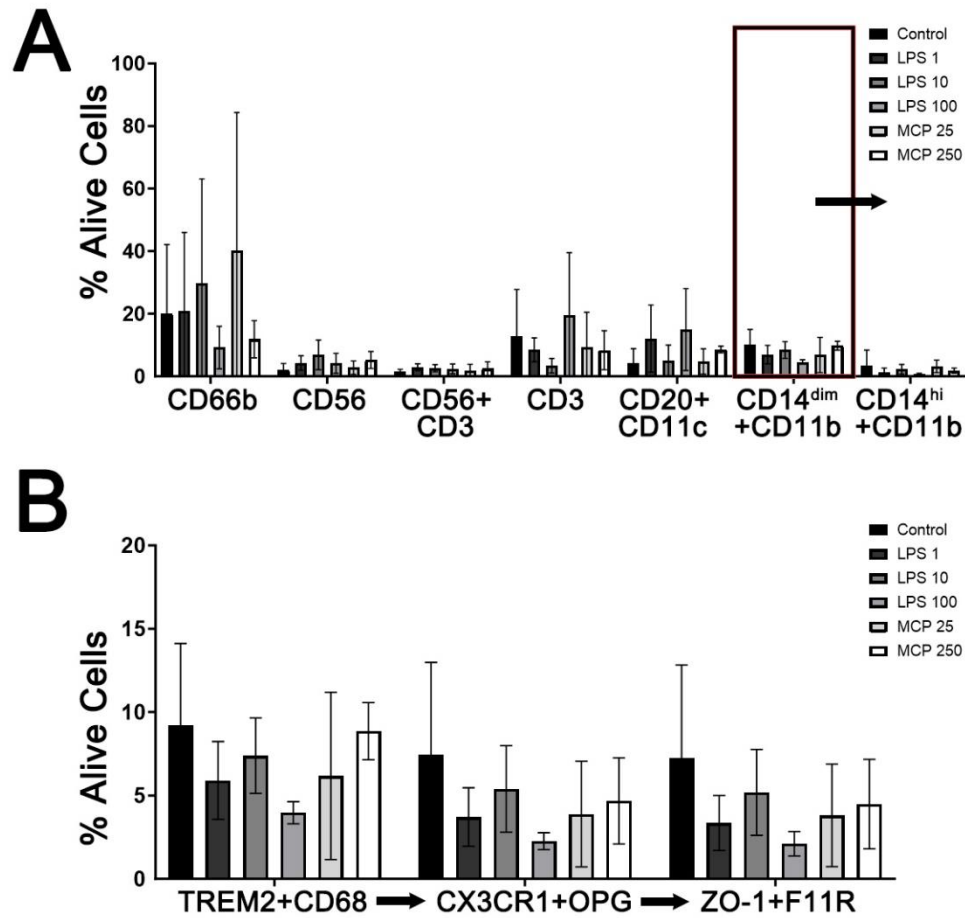 A
Control
LPS 1
LPS 10
LPS 100
MCP 25
MCP 250
% Alive Cells
100
80
60
40
20
0
CD66b CD56 CD56+ CD3 CD20+ CD14dim CD14hi
CD3 CD11c +CD11b +CD11b
B
Control
LPS 1
LPS 10
LPS 100
MCP 25
MCP 250
% Alive Cells
20
15
10
5
0
TREM2+CD68 CX3CR1+OPG ZO-1+F11R